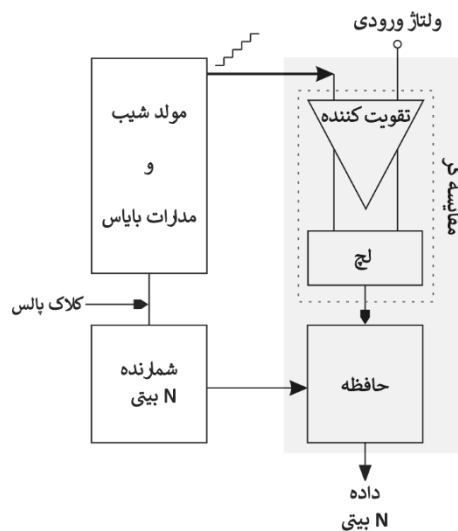 ولتاژ ورودی
مولد شیب
و
مدارات بایاس
تقویت کننده
مقایسه گر
لچ
کلاک پالس
شمارنده
N بیتی
حافظه
داده
N بیتی